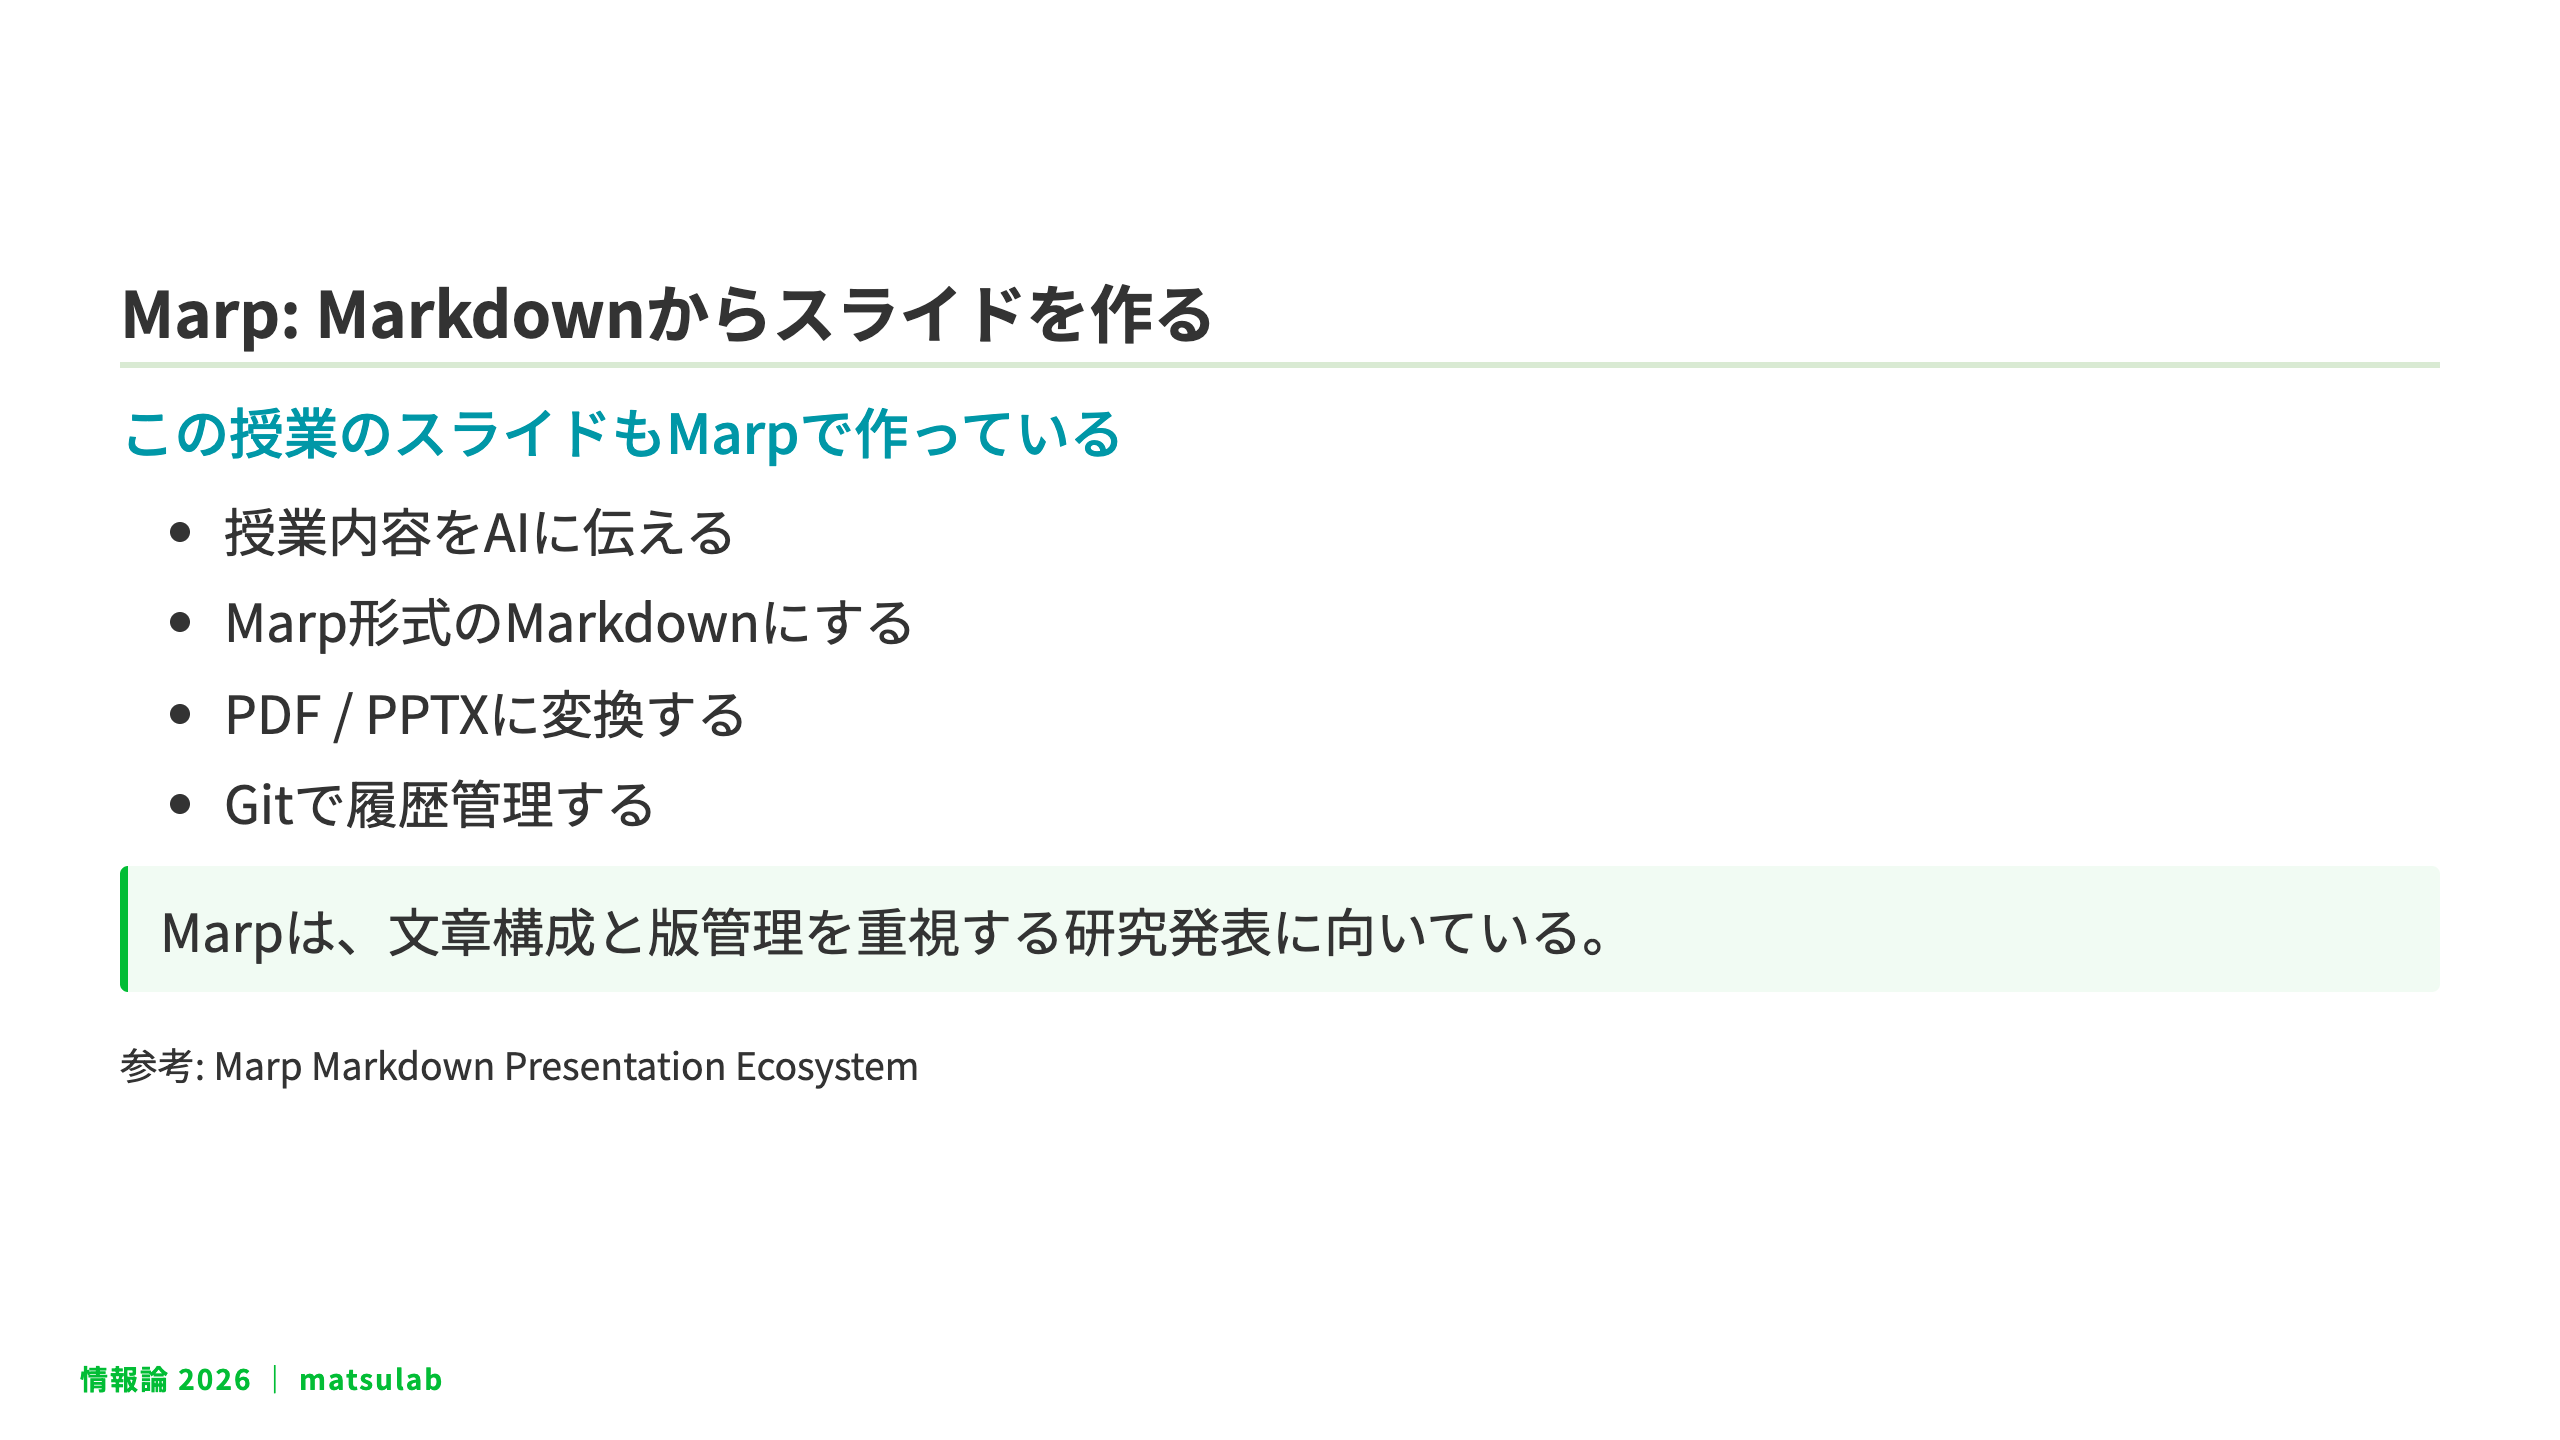 Marp: Markdownからスライドを作る
この授業のスライドもMarpで作っている
• 授業内容をAIに伝える
• Marp形式のMarkdownにする
• PDF / PPTXに変換する
• Gitで履歴管理する
Marpは、文章構成と版管理を重視する研究発表に向いている。
参考: Marp Markdown Presentation Ecosystem
情報論 2026 ｜ matsulab